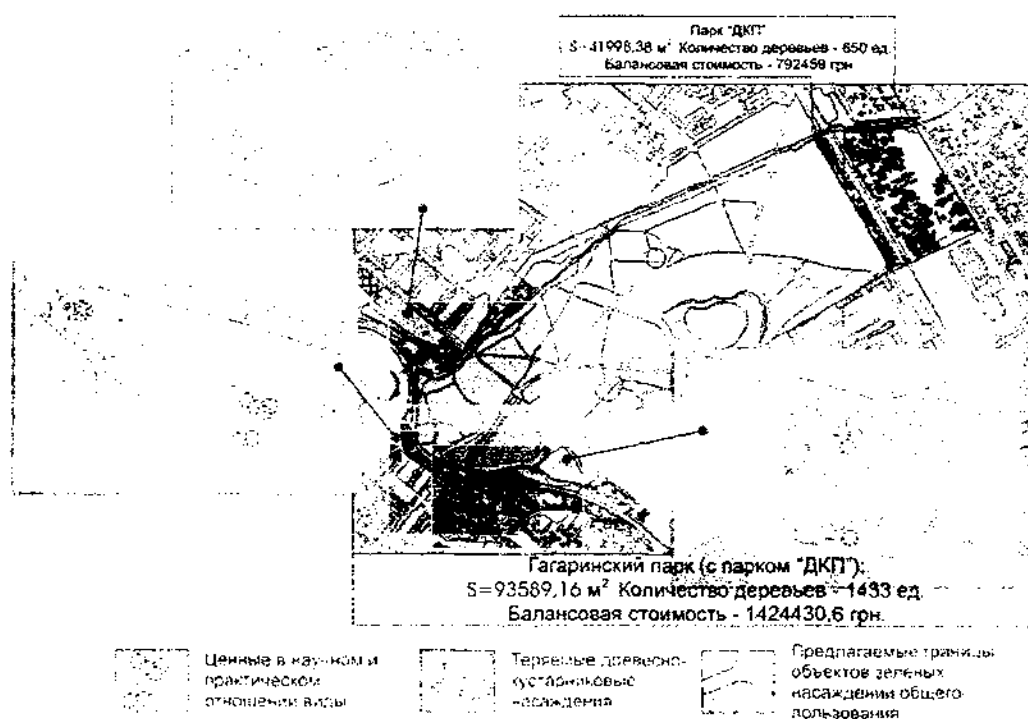 Парк "ДКП"
S=41998,38 м² Количество деревьев - 650 ед.
Балансовая стоимость - 792459 грн
Гагаринский парк (с парком "ДКП"):
S=93589,16 м² Количество деревьев - 1433 ед.
Балансовая стоимость - 1424430,6 грн.
Ценные в научном и
практическом
отношении виды
Теряемые древесно-
кустарниковые
насаждения
Предлагаемые границы
объектов зеленых
насаждений общего
пользования